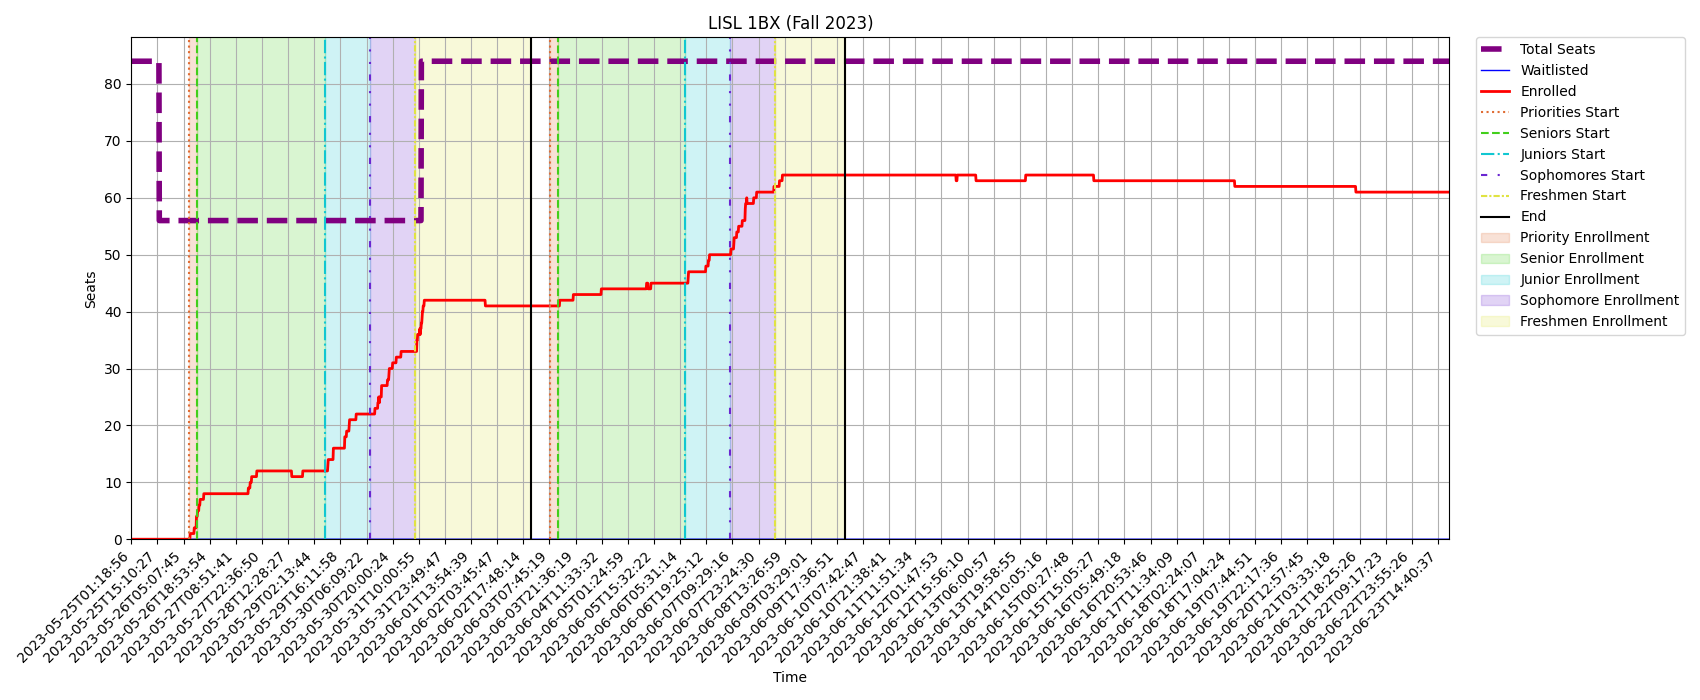 LISL 1BX (Fall 2023)
Total Seats
Waitlisted
Enrolled
Priorities Start
Seniors Start
Juniors Start
Sophomores Start
Freshmen Start
End
Priority Enrollment
Senior Enrollment
Junior Enrollment
Sophomore Enrollment
Freshmen Enrollment
Seats
80
70
60
50
40
30
20
10
0
2023-05-25T01:18:56
2023-05-25T15:10:27
2023-05-26T05:07:45
2023-05-26T18:53:54
2023-05-27T08:51:41
2023-05-27T22:36:50
2023-05-28T12:28:27
2023-05-29T02:13:44
2023-05-29T16:11:58
2023-05-30T06:09:22
2023-05-30T20:00:24
2023-05-31T10:00:55
2023-05-31T23:49:47
2023-06-01T13:54:39
2023-06-02T03:45:47
2023-06-02T17:48:14
2023-06-03T07:45:19
2023-06-03T21:36:19
2023-06-04T11:33:32
2023-06-05T01:24:59
2023-06-05T15:32:22
2023-06-06T05:31:14
2023-06-06T19:25:12
2023-06-07T09:29:16
2023-06-07T23:24:30
2023-06-08T13:26:59
2023-06-09T03:29:01
2023-06-09T17:36:51
2023-06-10T07:42:47
2023-06-10T21:38:41
2023-06-11T11:51:34
2023-06-12T01:47:53
2023-06-12T15:56:10
2023-06-13T06:00:57
2023-06-13T19:58:55
2023-06-14T10:05:16
2023-06-15T00:27:48
2023-06-15T15:05:27
2023-06-16T05:49:18
2023-06-16T20:53:46
2023-06-17T11:34:09
2023-06-18T02:24:07
2023-06-18T17:04:24
2023-06-19T07:44:51
2023-06-19T22:17:36
2023-06-20T12:57:45
2023-06-21T03:33:18
2023-06-21T18:25:26
2023-06-22T09:17:23
2023-06-22T23:55:26
2023-06-23T14:40:37
Time